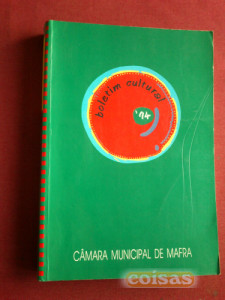 boletim cultural
'94
CÂMARA MUNICIPAL DE MAFRA
coisas